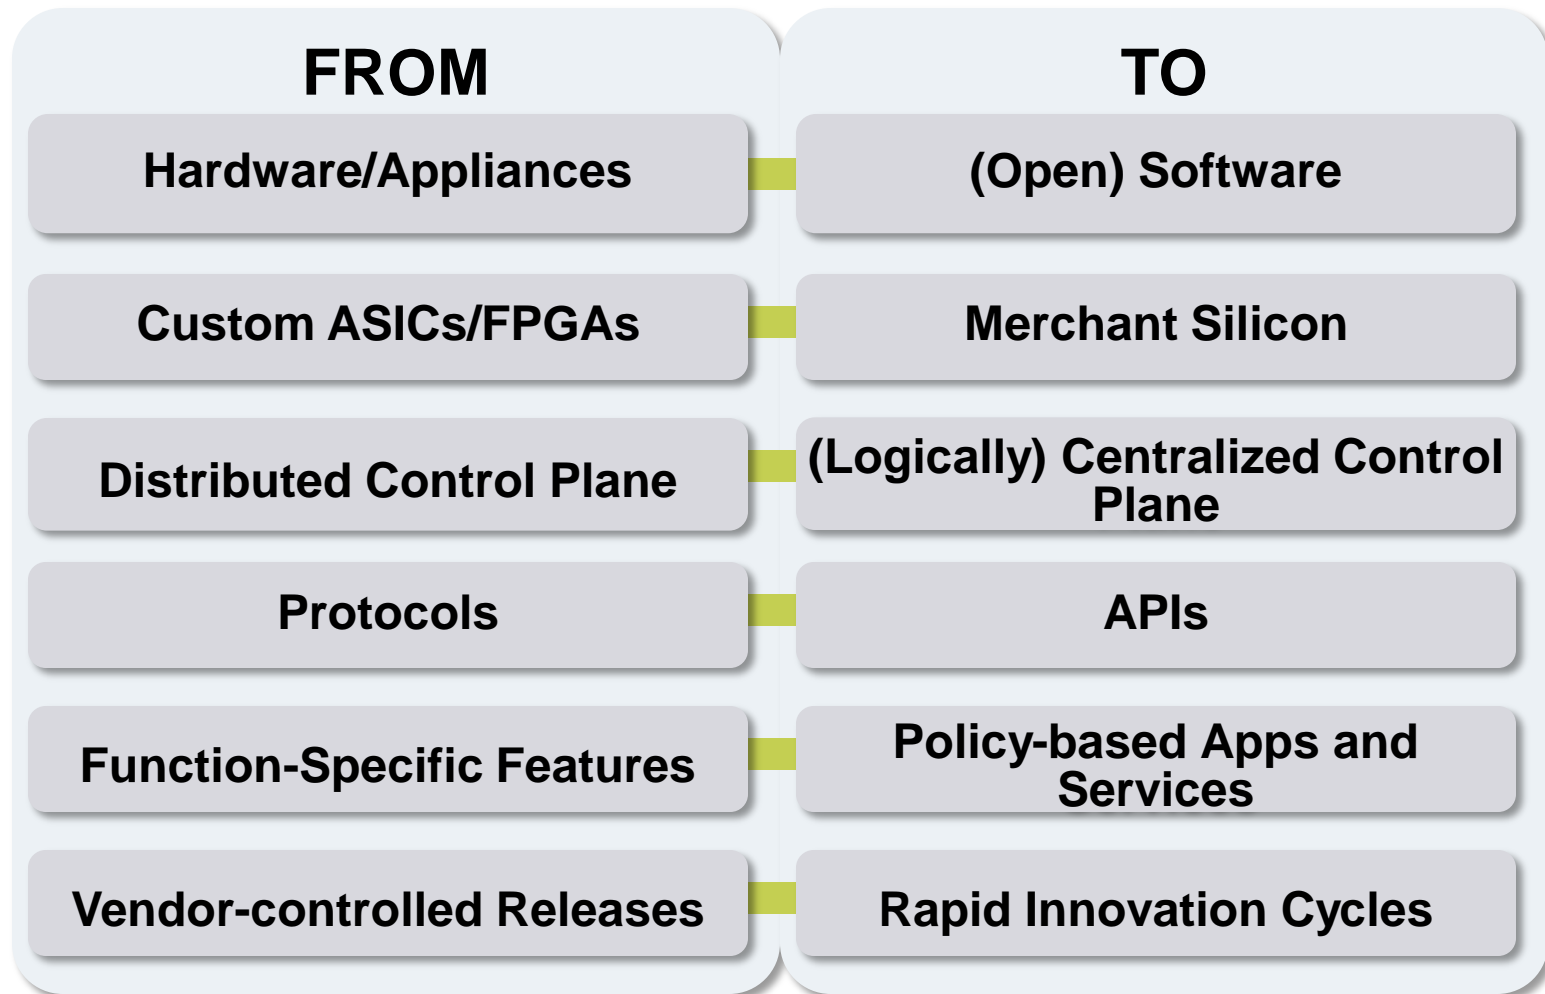 FROM
TO
Hardware/Appliances
(Open) Software
Custom ASICs/FPGAs
Merchant Silicon
Distributed Control Plane
(Logically) Centralized Control
Plane
Protocols
APIs
Function-Specific Features
Policy-based Apps and
Services
Vendor-controlled Releases
Rapid Innovation Cycles